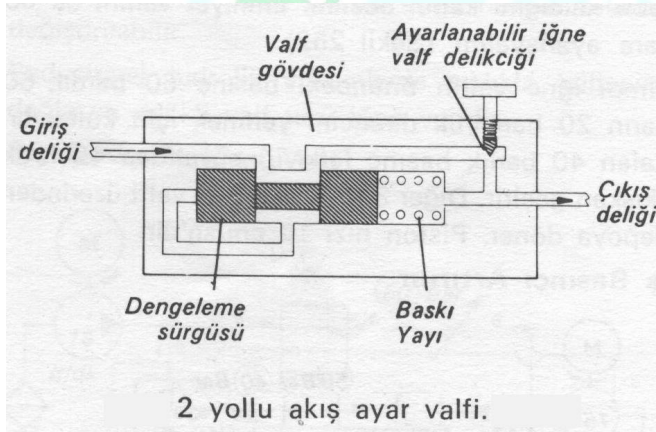 Valf
gövdesi
Ayarlanabilir iğne
valf delikciği
Giriş
deliği
Çıkış
deliği
Dengeleme
sürgüsü
Baskı
Yayı
2 yollu akış ayar valfi.